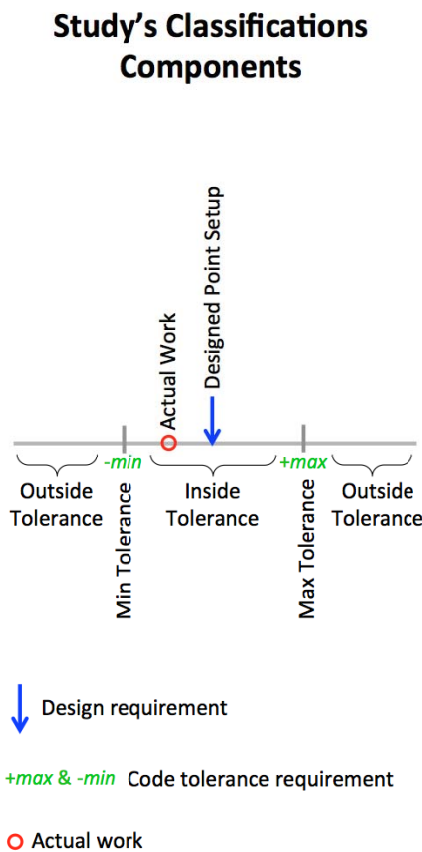 Study's Classifications
Components
Actual Work
Designed Point Setup
-min
+max
Outside
Tolerance
Min Tolerance
Inside
Tolerance
Max Tolerance
Outside
Tolerance
Design requirement
+max & -min Code tolerance requirement
Actual work